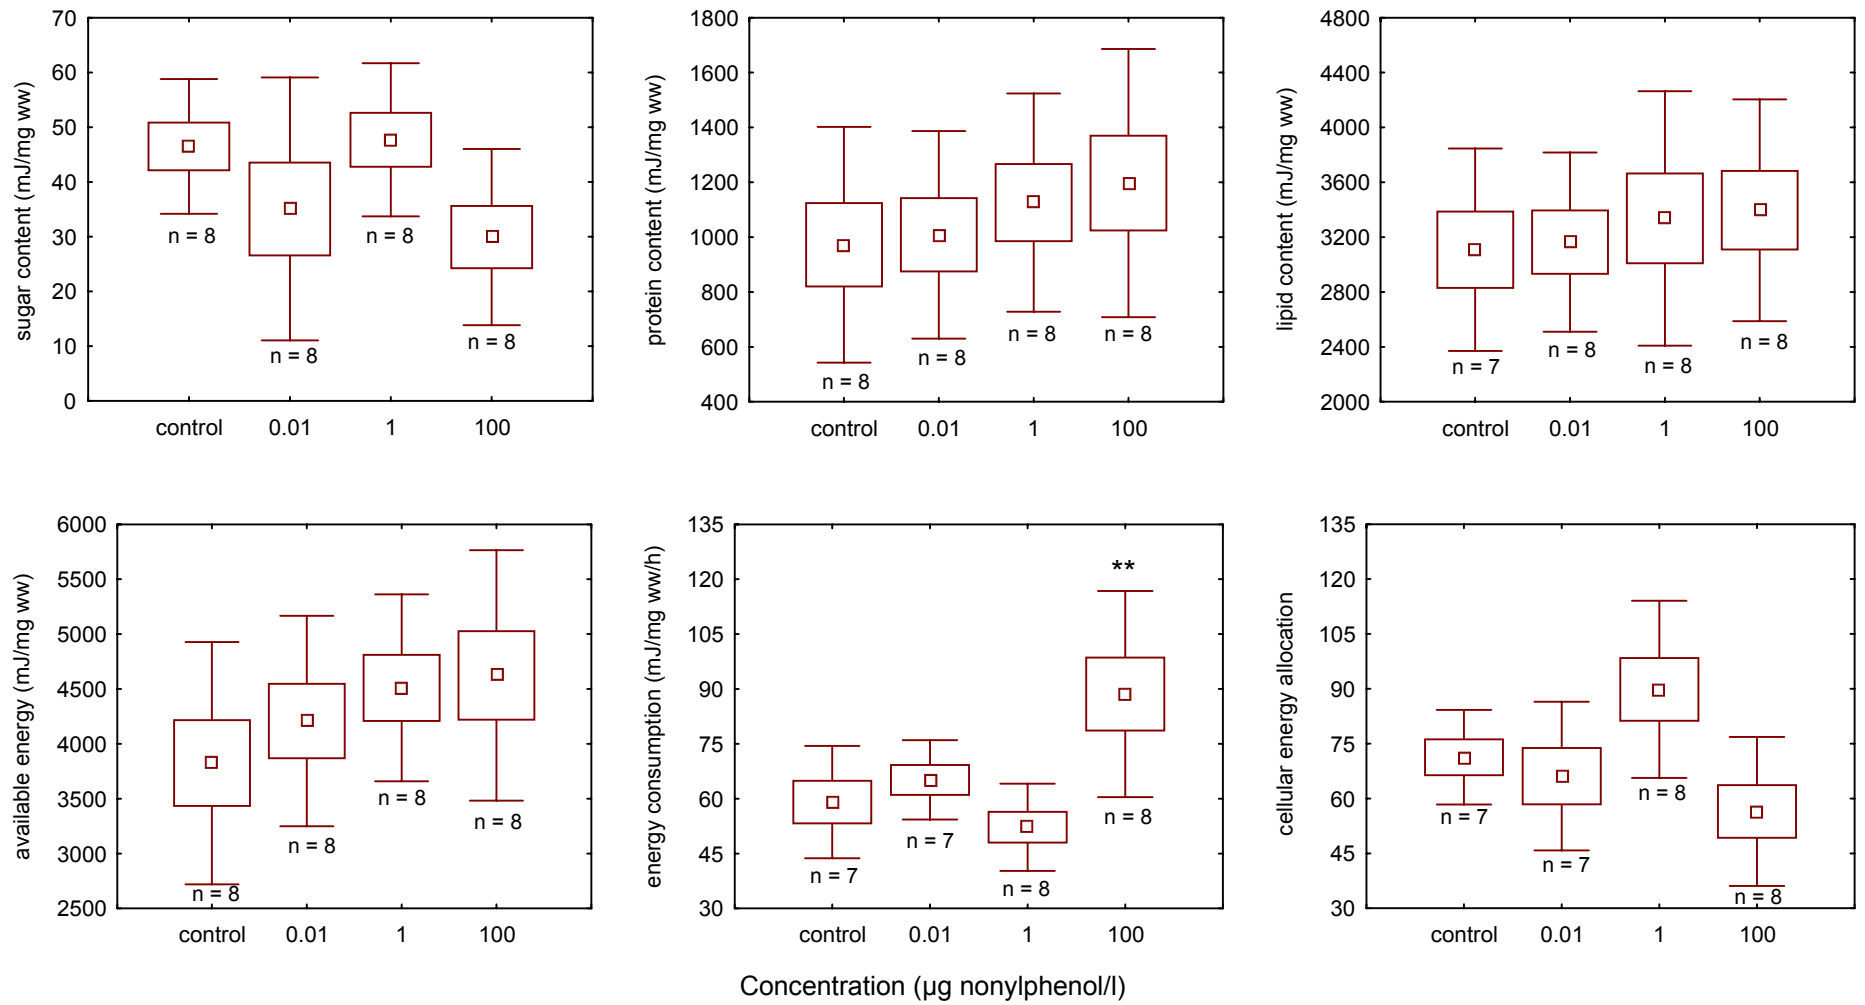 sugar content (mJ/mg ww)
70
60
50
40
30
20
10
0
n = 8
n = 8
n = 8
n = 8
control 0.01 1 100
protein content (mJ/mg ww)
1800
1600
1400
1200
1000
800
600
400
n = 8
n = 8
n = 8
n = 8
control 0.01 1 100
lipid content (mJ/mg ww)
4800
4400
4000
3600
3200
2800
2400
2000
n = 7
n = 8
n = 8
n = 8
control 0.01 1 100
available energy (mJ/mg ww)
6000
5500
5000
4500
4000
3500
3000
2500
n = 8
n = 8
n = 8
n = 8
control 0.01 1 100
energy consumption (mJ/mg ww/h)
135
120
105
90
75
60
45
30
**
n = 7
n = 7
n = 8
n = 8
control 0.01 1 100
cellular energy allocation
135
120
105
90
75
60
45
30
n = 7
n = 7
n = 8
n = 8
control 0.01 1 100
Concentration (µg nonylphenol/l)